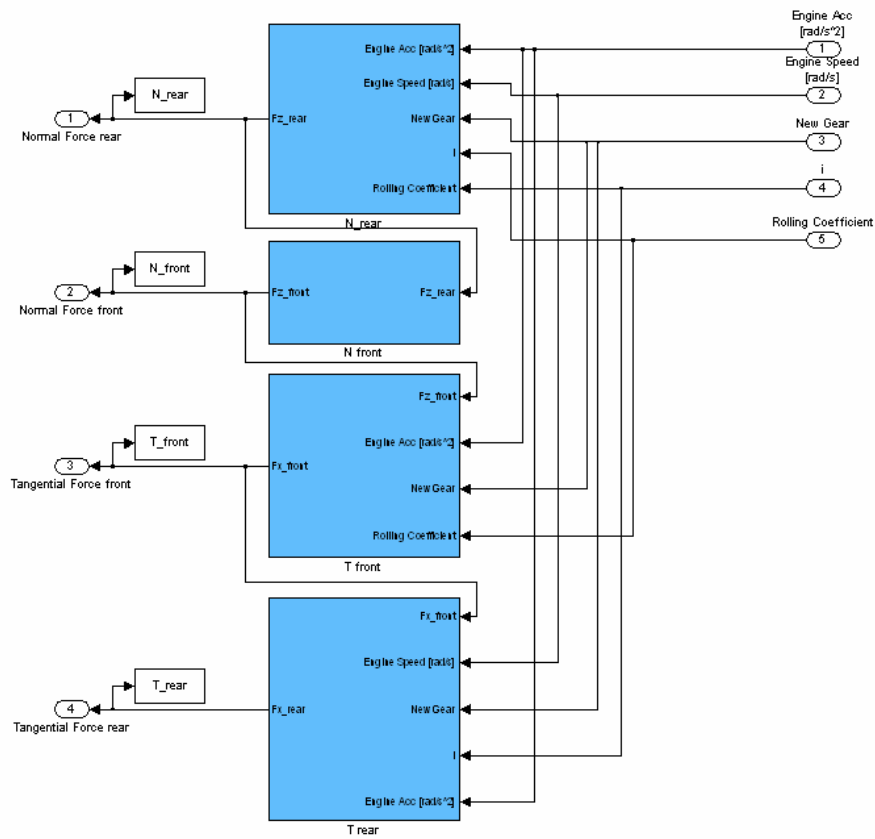 Engine Acc
[rad/s^2]
1
Engine Speed
[rad/s]
2
New Gear
3
i
4
Rolling Coefficient
5
N_rear
1
Normal Force rear
Engine Acc [rad/s^2]
Engine Speed [rad/s]
Fz_rear
New Gear
i
Rolling Coefficient
N_rear
N_front
2
Normal Force front
Fz_front
Fz_rear
N front
T_front
3
Tangential Force front
Fz_front
Engine Acc [rad/s^2]
Fx_front
New Gear
Rolling Coefficient
T front
T_rear
4
Tangential Force rear
Fx_front
Engine Speed [rad/s]
Fx_rear
New Gear
i
Engine Acc [rad/s^2]
T rear